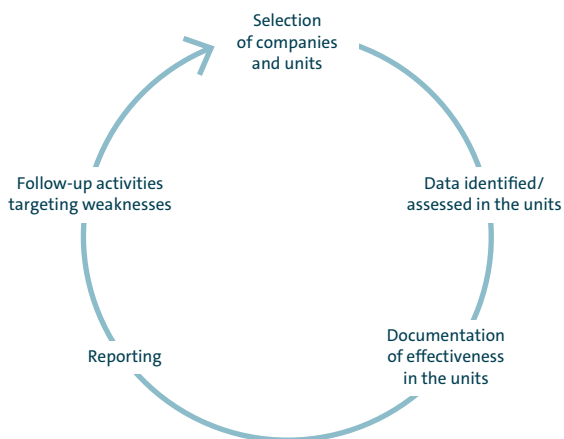 Selection
of companies
and units
Data identified/
assessed in the units
Documentation
of effectiveness
in the units
Reporting
Follow-up activities
targeting weaknesses